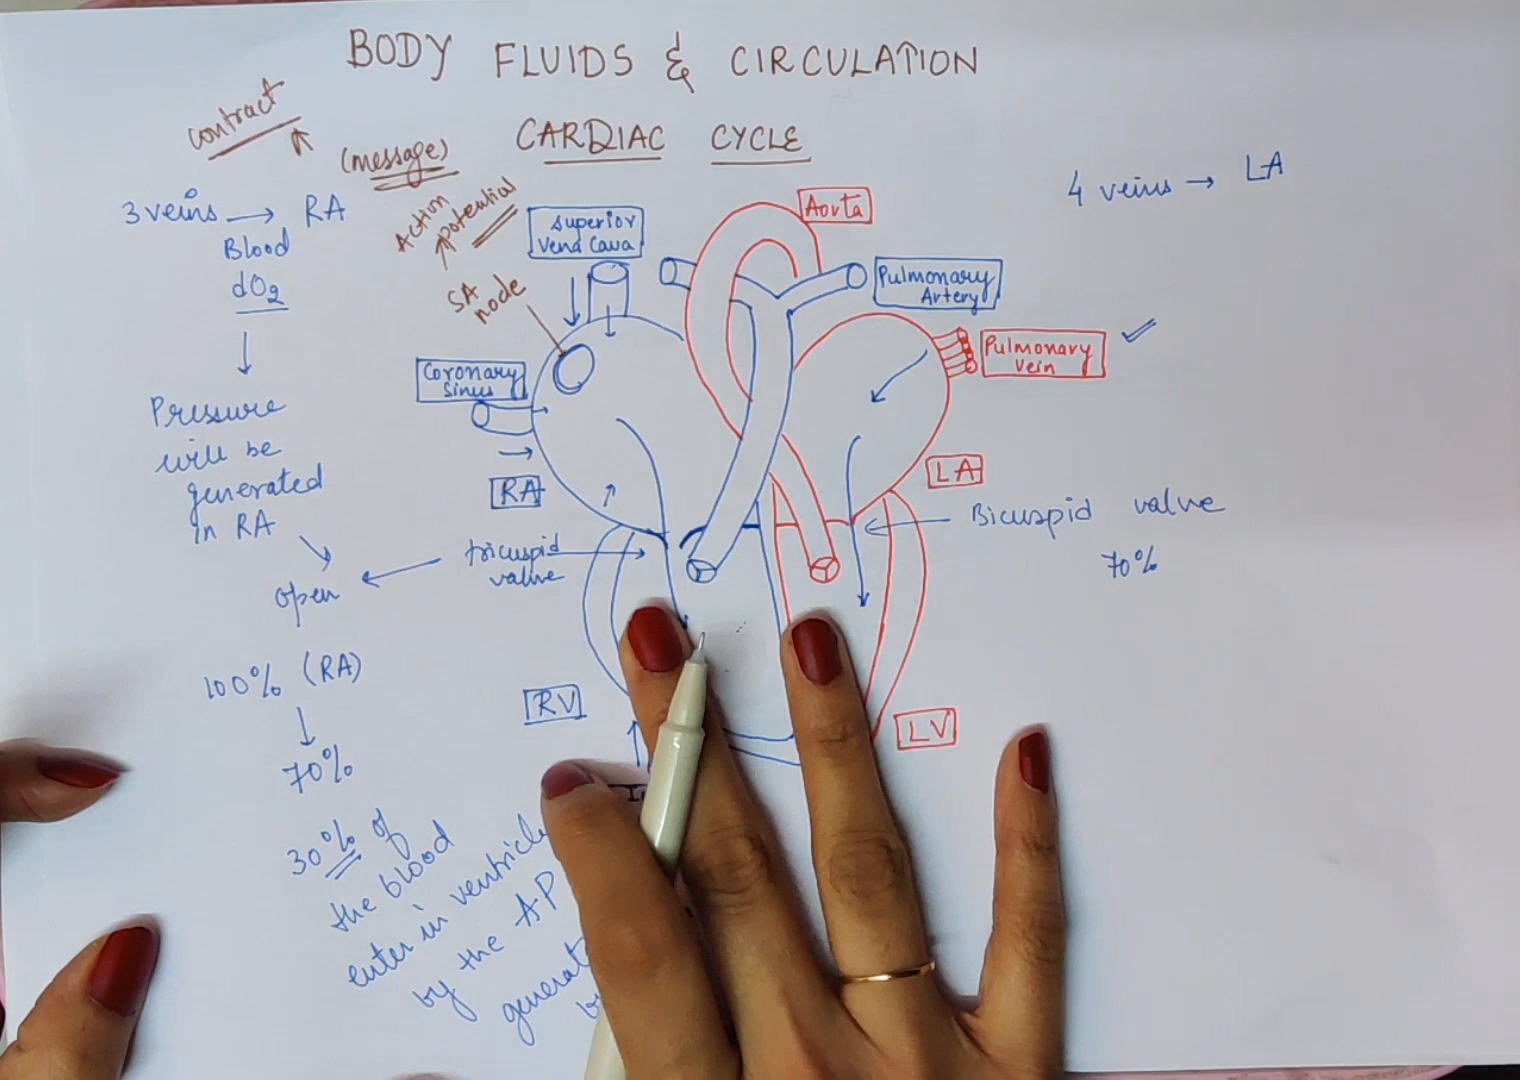 BODY FLUIDS & CIRCULATION
CARDIAC CYCLE
contract
(message)
Action
potential
SA
node
3 veins → RA
Blood
dO2
Pressure
will be
generated
in RA
open
100% (RA)
70%
30% of
the blood
enter in ventricle
by the AP
generat
superior
Vena Cava
Coronary
Sinus
RA
tricuspid
valve
RV
Aorta
Pulmonary
Artery
Pulmonary
Vein
4 veins → LA
LA
Bicuspid valve
70%
LV